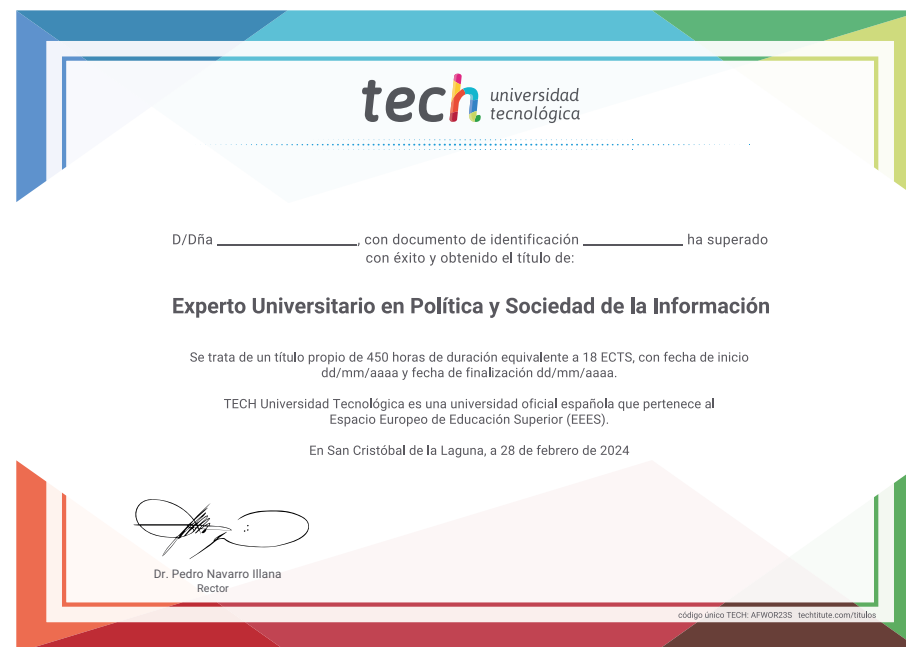 tech universidad
tecnológica
D/Dña ____________________, con documento de identificación ______________ ha superado
con éxito y obtenido el título de:
Experto Universitario en Política y Sociedad de la Información
Se trata de un título propio de 450 horas de duración equivalente a 18 ECTS, con fecha de inicio
dd/mm/aaaa y fecha de finalización dd/mm/aaaa.
TECH Universidad Tecnológica es una universidad oficial española que pertenece al
Espacio Europeo de Educación Superior (EEES).
En San Cristóbal de la Laguna, a 28 de febrero de 2024
Dr. Pedro Navarro Illana
Rector
código único TECH: AFWOR23S techtitute.com/titulos